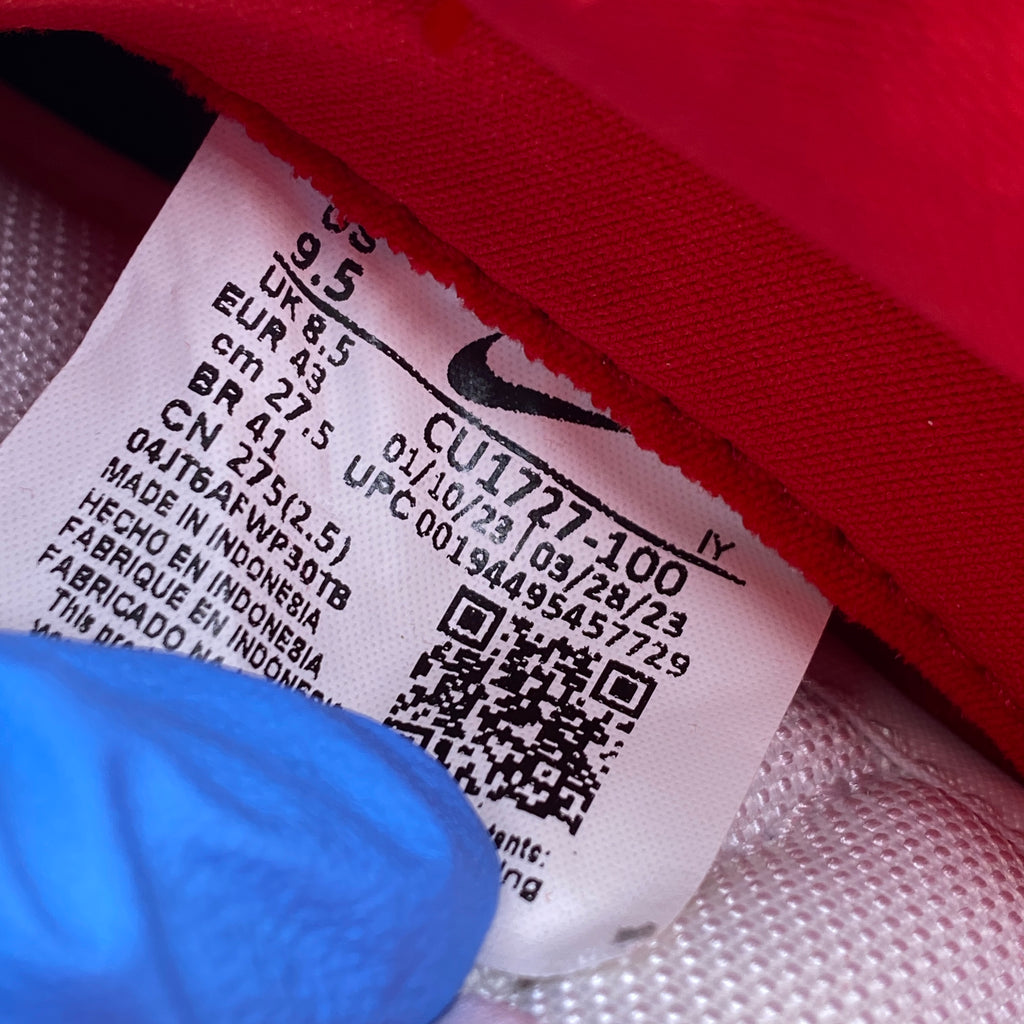 US
9.5
UK 8.5
EUR 43
cm 27.5
BR 41
CN 275(2.5)
04JT6AFWP30TB
MADE IN INDONESIA
HECHO EN INDONESIA
FABRIQUE EN INDONESIA
FABRICADO
This
IY
CU1727-100
01/10/23|03/28/23
UPC 00194495457729